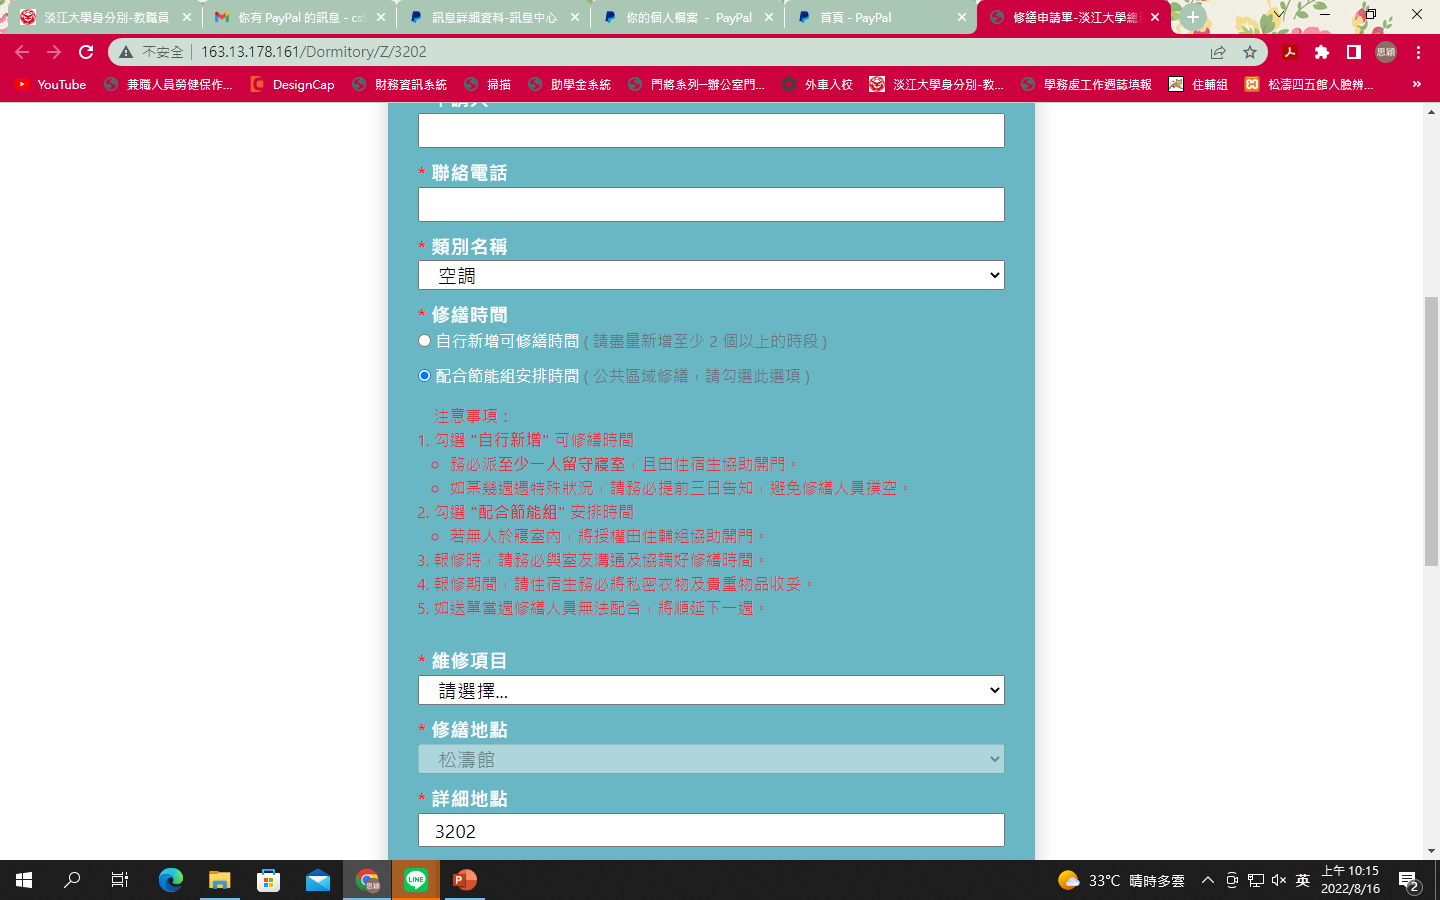 淡江大學身分別-教職員
你有 PayPal 的訊息 - cs
訊息詳細資料-訊息中心
你的個人檔案 - PayPal
首頁 - PayPal
修繕申請單-淡江大學總
不安全
163.13.178.161/Dormitory/Z/3202
思穎
YouTube
兼職人員勞健保作...
DesignCap
財務資訊系統
掃描
助學金系統
門將系列─辦公室門...
外車入校
淡江大學身分別-教...
學務處工作週誌填報
住輔組
松濤四五館人臉辨...
»
* 聯絡電話
* 類別名稱
空調
* 修繕時間
自行新增可修繕時間 ( 請盡量新增至少 2 個以上的時段 )
配合節能組安排時間 ( 公共區域修繕，請勾選此選項 )
注意事項：
1. 勾選 "自行新增" 可修繕時間
務必派至少一人留守寢室，且由住宿生協助開門。
如某幾週遇特殊狀況，請務必提前三日告知，避免修繕人員撲空。
2. 勾選 "配合節能組" 安排時間
若無人於寢室內，將授權由住輔組協助開門。
3. 報修時，請務必與室友溝通及協調好修繕時間。
4. 報修期間，請住宿生務必將私密衣物及貴重物品收妥。
5. 如送單當週修繕人員無法配合，將順延下一週。
* 維修項目
請選擇...
* 修繕地點
松濤館
* 詳細地點
3202
思穎
LINE
33°C 晴時多雲
英
上午 10:15
2022/8/16
2